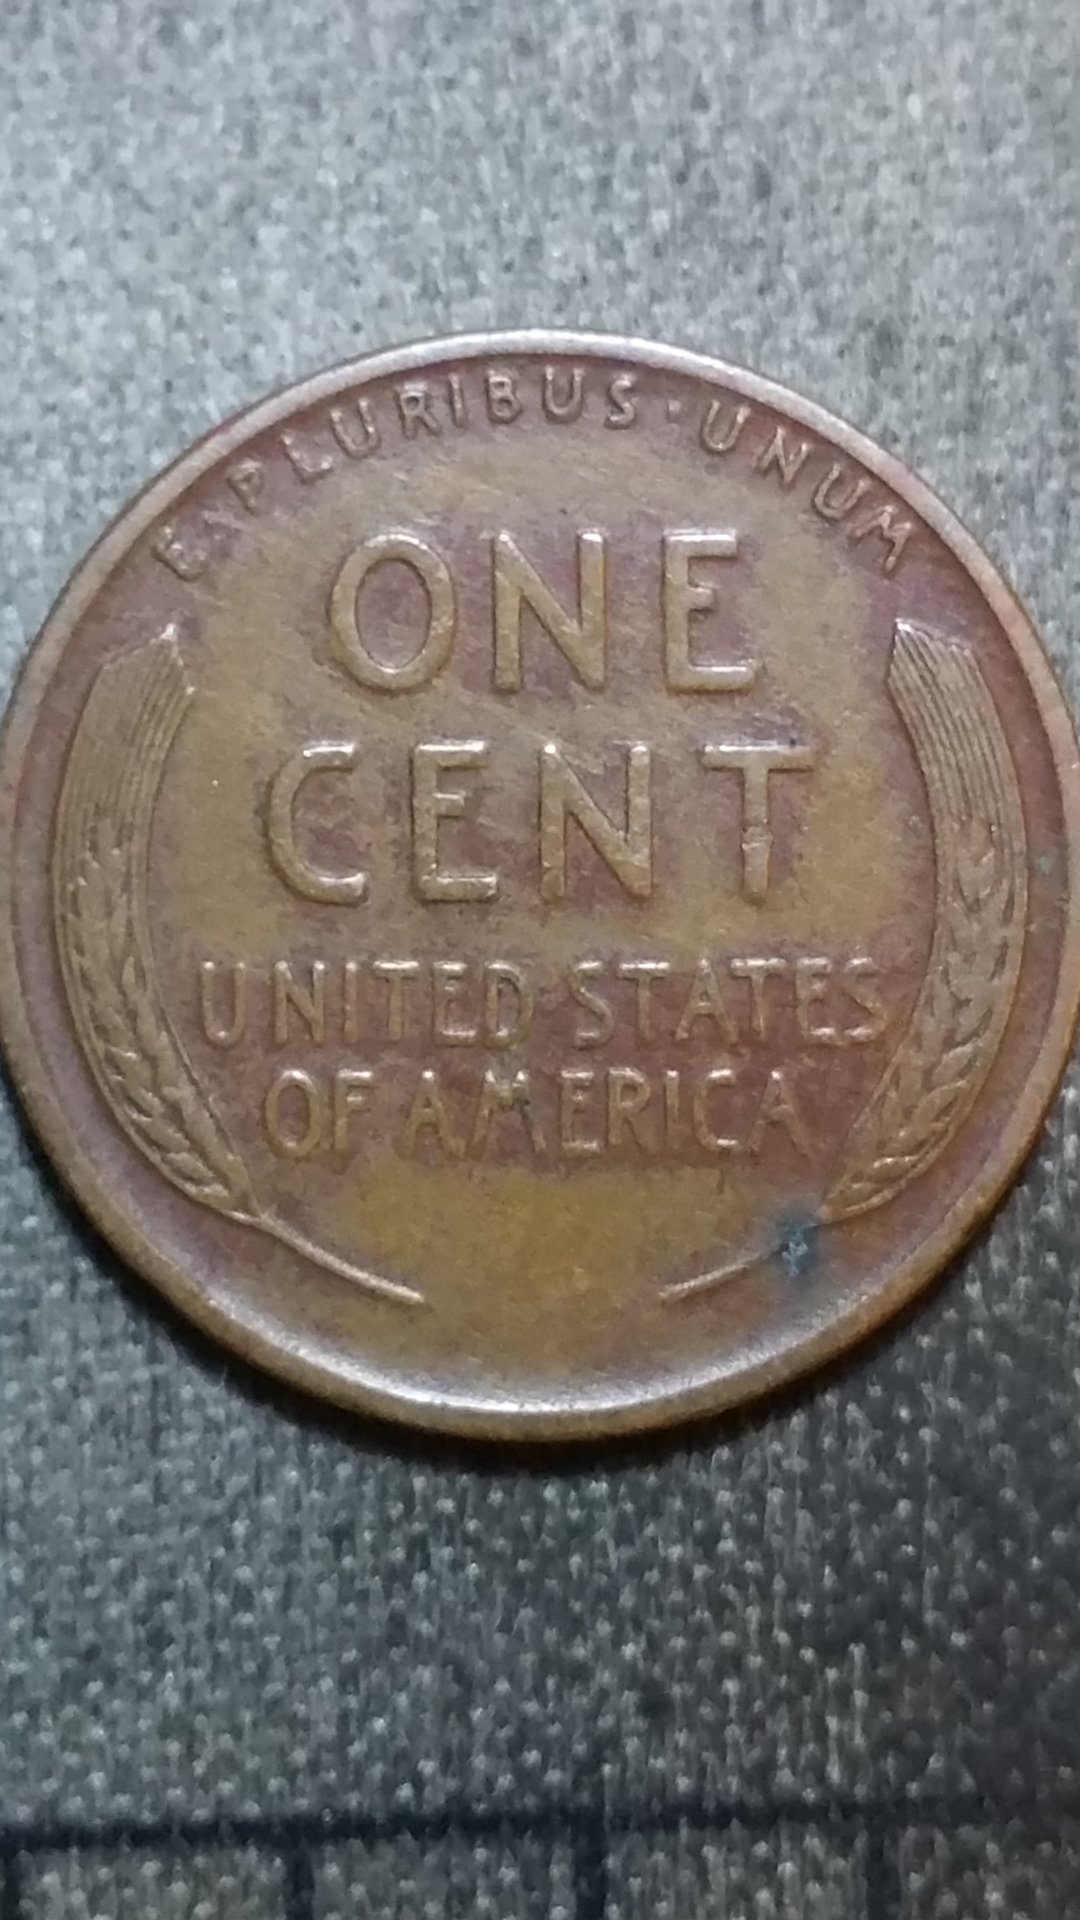 E·PLURIBUS·UNUM
ONE
CENT
UNITED·STATES
OF AMERICA